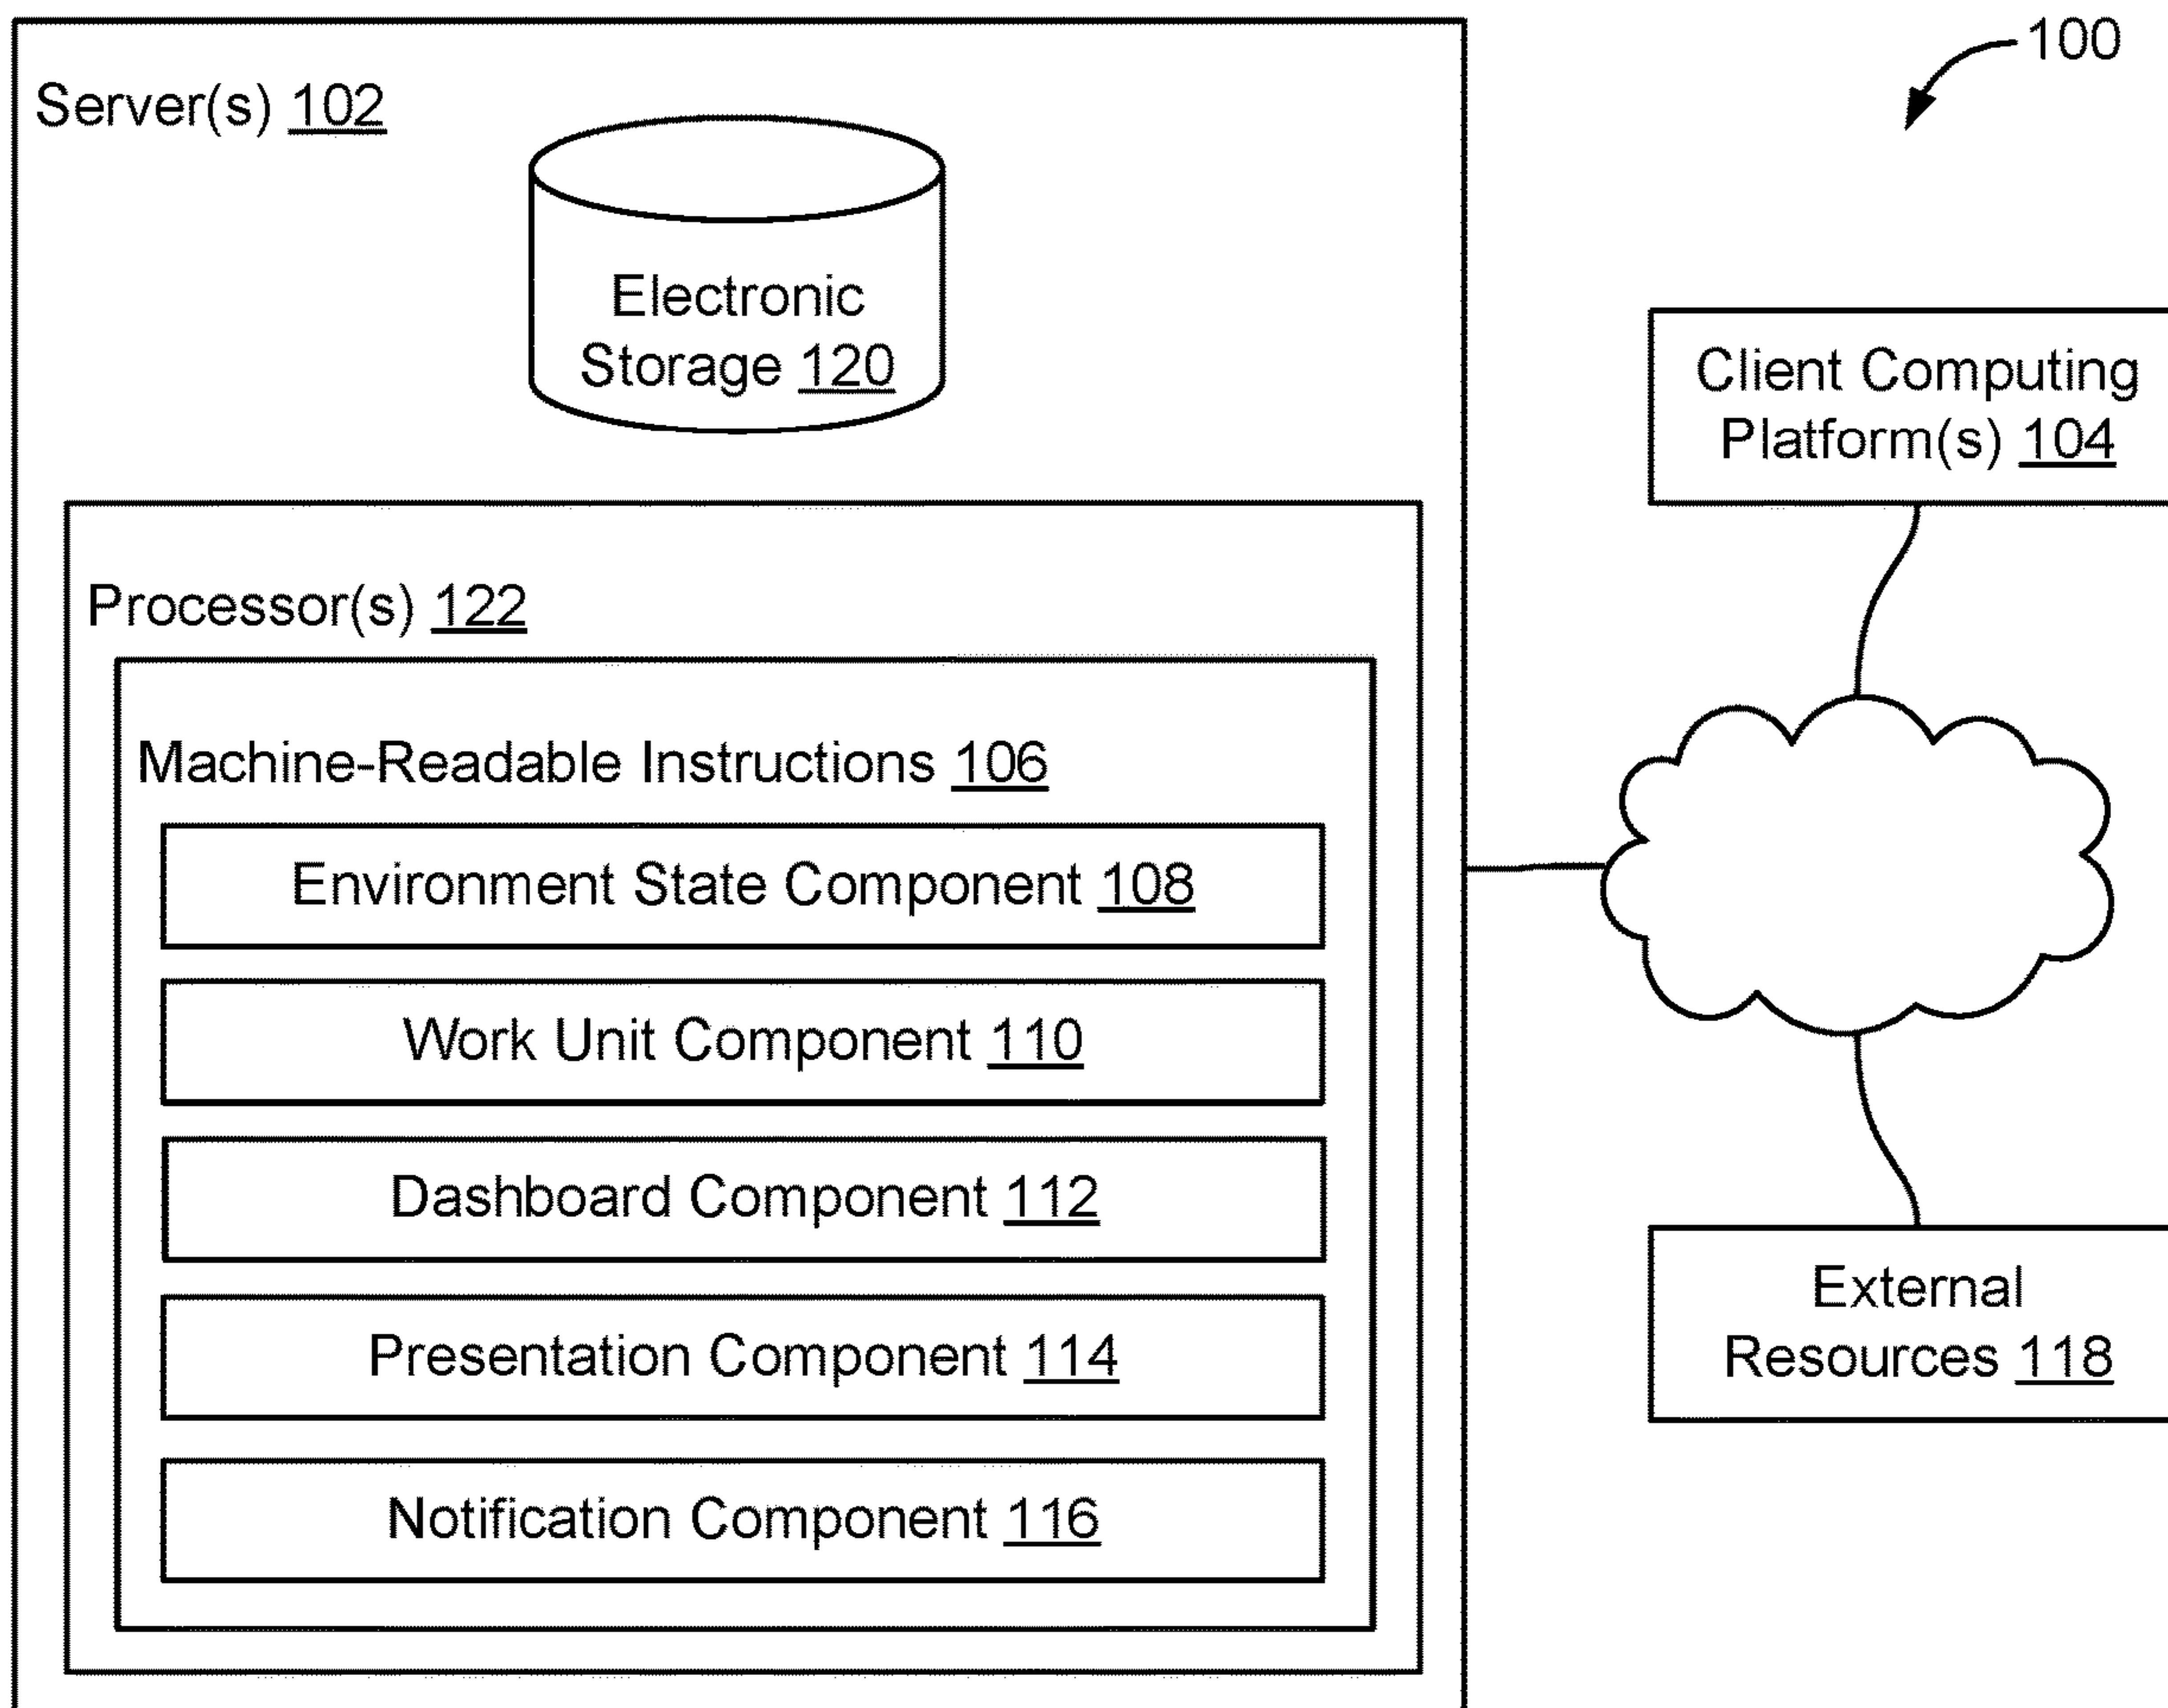 100
Server(s) 102
Electronic
Storage 120
Client Computing
Platform(s) 104
Processor(s) 122
Machine-Readable Instructions 106
Environment State Component 108
Work Unit Component 110
Dashboard Component 112
Presentation Component 114
External
Resources 118
Notification Component 116